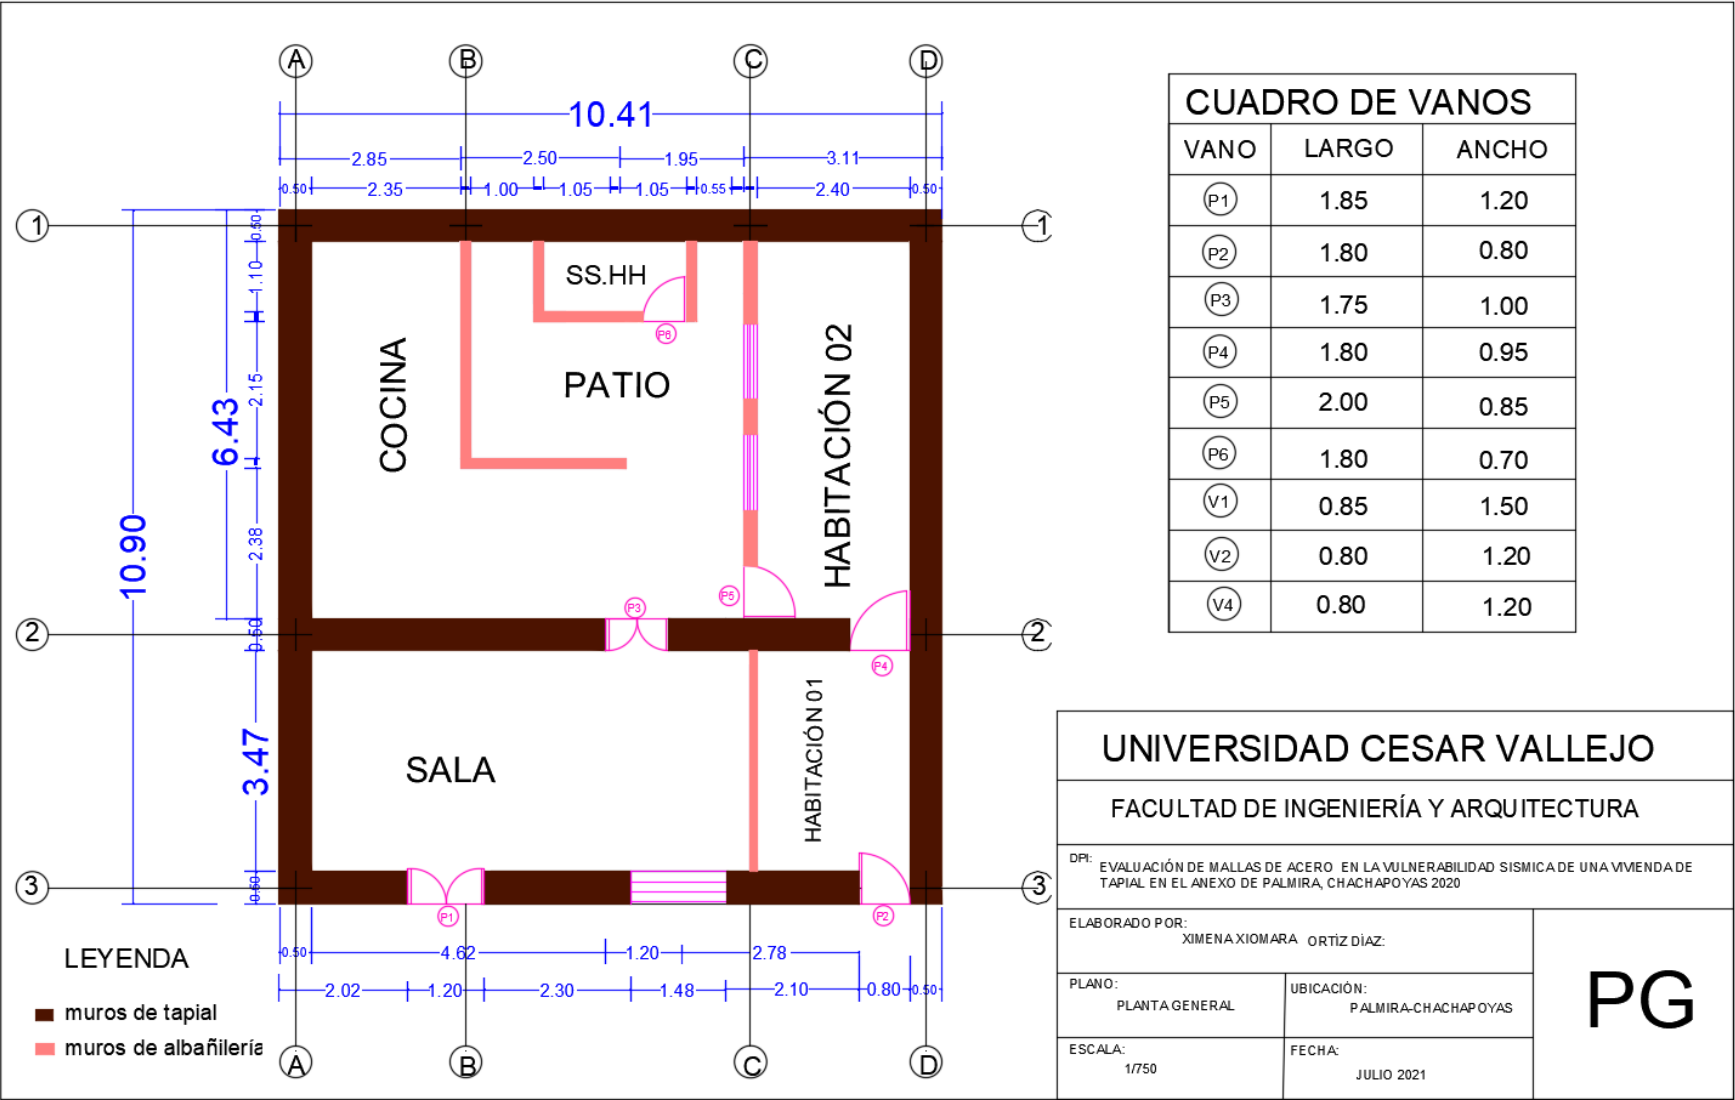 A B C D
10.41
2.85 2.50 1.95 3.11
0.50 2.35 1.00 1.05 1.05 0.55 2.40 0.50
1 1
0.50
1.10
2.15
2.38
0.50
6.43
10.90
3.47
0.60
SS.HH
P6
COCINA
PATIO
HABITACIÓN 02
P5
P3
2 2
P4
SALA
HABITACIÓN 01
3 3
P1
P2
0.50 4.62 1.20 2.78
2.02 1.20 2.30 1.48 2.10 0.80 0.50
A B C D
LEYENDA
muros de tapial
muros de albañilería
CUADRO DE VANOS
VANO LARGO ANCHO
P1 1.85 1.20
P2 1.80 0.80
P3 1.75 1.00
P4 1.80 0.95
P5 2.00 0.85
P6 1.80 0.70
V1 0.85 1.50
V2 0.80 1.20
V4 0.80 1.20
UNIVERSIDAD CESAR VALLEJO
FACULTAD DE INGENIERÍA Y ARQUITECTURA
DPI: EVALUACIÓN DE MALLAS DE ACERO EN LA VULNERABILIDAD SISMICA DE UNA VIVIENDA DE
TAPIAL EN EL ANEXO DE PALMIRA, CHACHAPOYAS 2020
ELABORADO POR:
XIMENA XIOMARA ORTÍZ DÍAZ:
PLANO:
PLANTA GENERAL
UBICACIÓN:
PALMIRA-CHACHAPOYAS
ESCALA:
1/750
FECHA:
JULIO 2021
PG